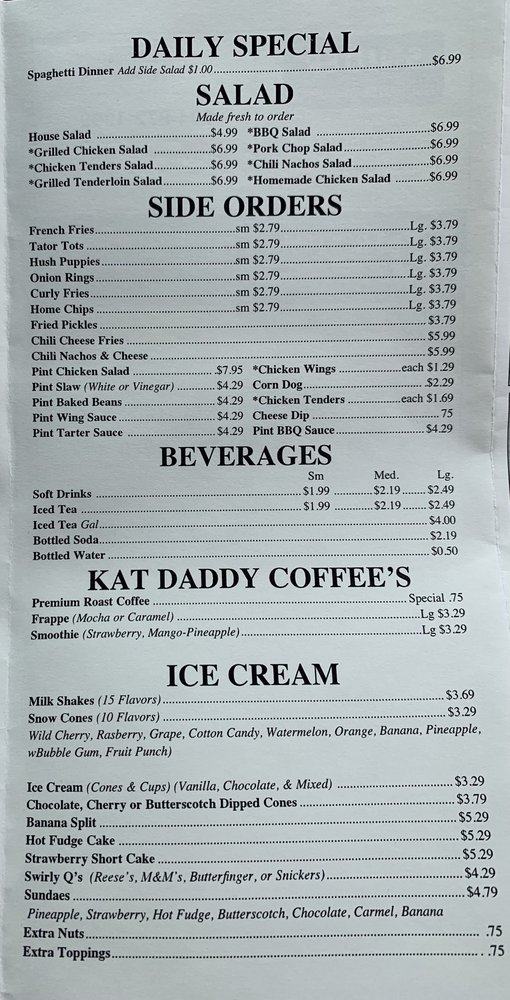 DAILY SPECIAL
Spaghetti Dinner Add Side Salad $1.00....$6.99
SALAD
Made fresh to order
House Salad ....$4.99 *BBQ Salad ....$6.99
*Grilled Chicken Salad ....$6.99 *Pork Chop Salad....$6.99
*Chicken Tenders Salad....$6.99 *Chili Nachos Salad....$6.99
*Grilled Tenderloin Salad....$6.99 *Homemade Chicken Salad ....$6.99
SIDE ORDERS
French Fries....sm $2.79....Lg. $3.79
Tator Tots ....sm $2.79....Lg. $3.79
Hush Puppies....sm $2.79....Lg. $3.79
Onion Rings....sm $2.79....Lg. $3.79
Curly Fries....sm $2.79....Lg. $3.79
Home Chips ....sm $2.79....Lg. $3.79
Fried Pickles ....$3.79
Chili Cheese Fries ....$5.99
Chili Nachos & Cheese ....$5.99
Pint Chicken Salad ....$7.95 *Chicken Wings ....each $1.29
Pint Slaw (White or Vinegar) ....$4.29 Corn Dog....$2.29
Pint Baked Beans ....$4.29 *Chicken Tenders ....each $1.69
Pint Wing Sauce ....$4.29 Cheese Dip ....75
Pint Tarter Sauce ....$4.29 Pint BBQ Sauce....$4.29
BEVERAGES
Sm Med. Lg.
Soft Drinks ....$1.99 ....$2.19....$2.49
Iced Tea ....$1.99 ....$2.19....$2.49
Iced Tea Gal....$4.00
Bottled Soda....$2.19
Bottled Water ....$0.50
KAT DADDY COFFEE'S
Premium Roast Coffee ....Special .75
Frappe (Mocha or Caramel) ....Lg $3.29
Smoothie (Strawberry, Mango-Pineapple)....Lg $3.29
ICE CREAM
Milk Shakes (15 Flavors)....$3.69
Snow Cones (10 Flavors) ....$3.29
Wild Cherry, Rasberry, Grape, Cotton Candy, Watermelon, Orange, Banana, Pineapple,
wBubble Gum, Fruit Punch)
Ice Cream (Cones & Cups) (Vanilla, Chocolate, & Mixed) ....$3.29
Chocolate, Cherry or Butterscotch Dipped Cones ....$3.79
Banana Split ....$5.29
Hot Fudge Cake ....$5.29
Strawberry Short Cake ....$5.29
Swirly Q's (Reese's, M&M's, Butterfinger, or Snickers)....$4.29
Sundaes ....$4.79
Pineapple, Strawberry, Hot Fudge, Butterscotch, Chocolate, Carmel, Banana
Extra Nuts.... .75
Extra Toppings.... .75